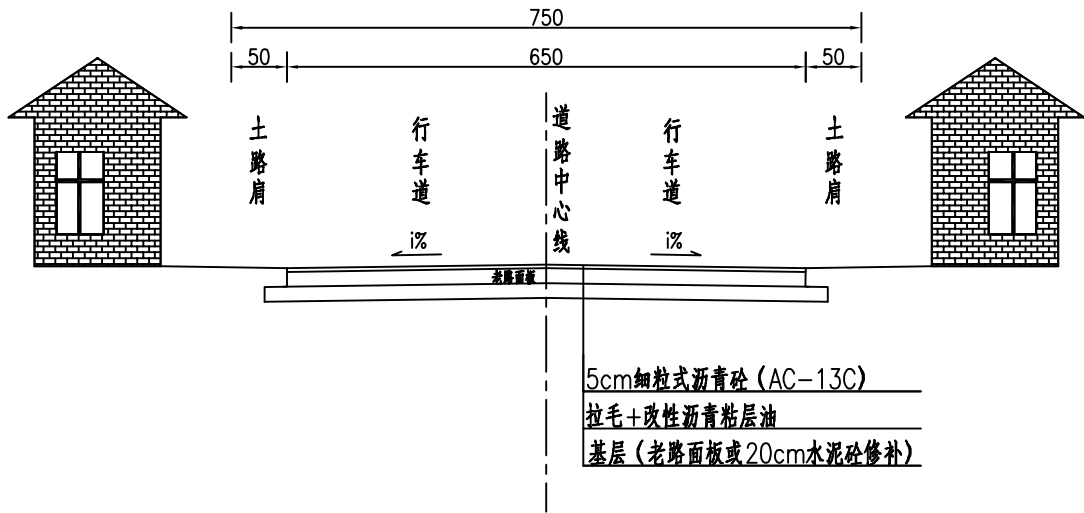 750
50
650
50
土路肩
行车道
道路中心线
行车道
土路肩
i%
i%
老路面板
5cm细粒式沥青砼(AC-13C)
拉毛+改性沥青粘层油
基层(老路面板或20cm水泥砼修补)